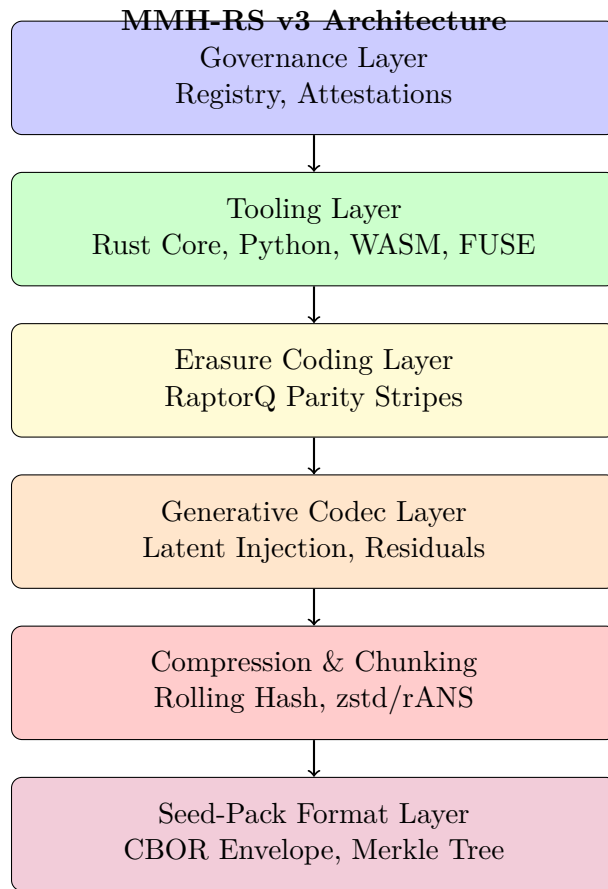 MMH-RS v3 Architecture
Governance Layer
Registry, Attestations
Tooling Layer
Rust Core, Python, WASM, FUSE
Erasure Coding Layer
RaptorQ Parity Stripes
Generative Codec Layer
Latent Injection, Residuals
Compression & Chunking
Rolling Hash, zstd/rANS
Seed-Pack Format Layer
CBOR Envelope, Merkle Tree